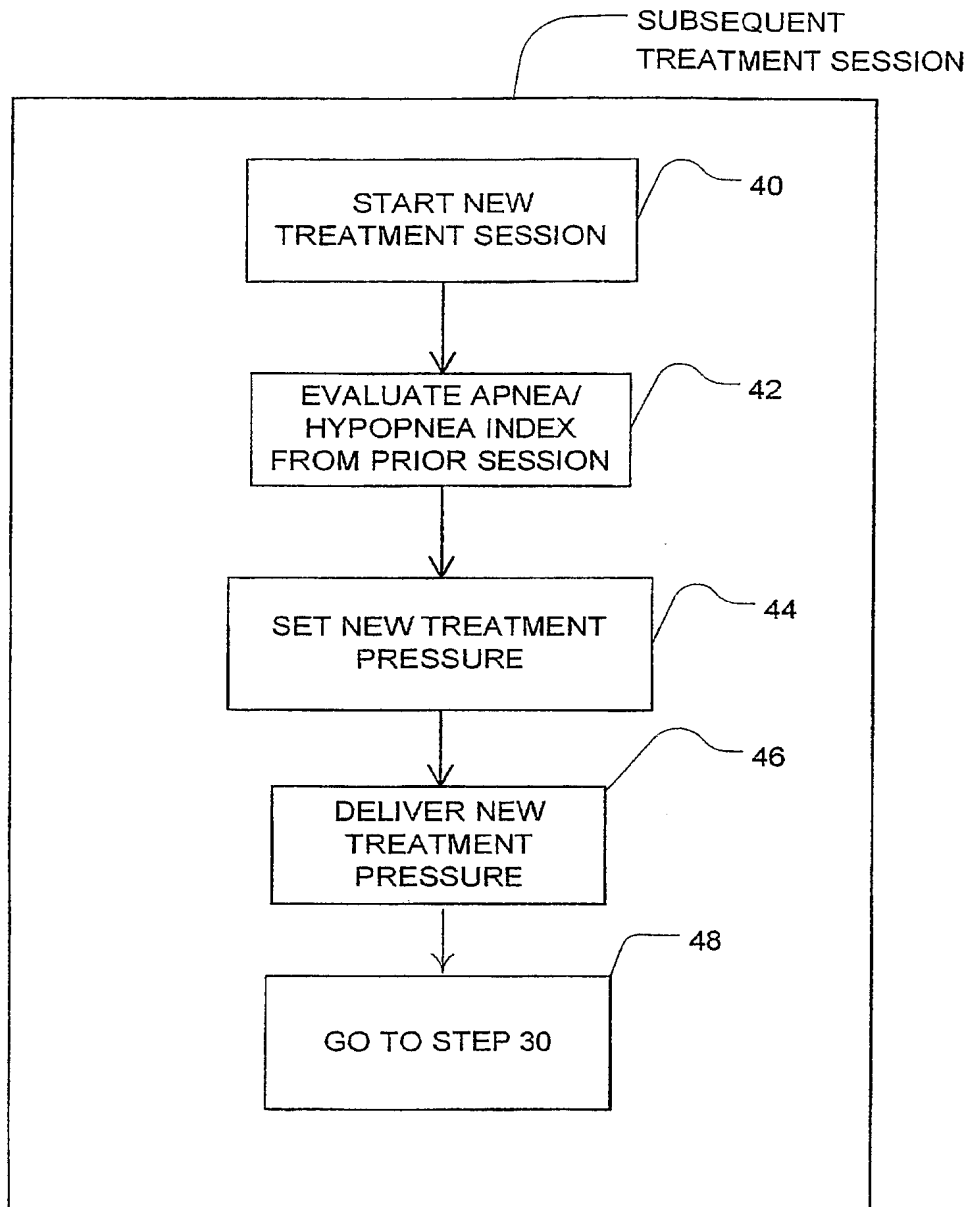 SUBSEQUENT
TREATMENT SESSION
START NEW
TREATMENT SESSION
40
EVALUATE APNEA/
HYPOPNEA INDEX
FROM PRIOR SESSION
42
SET NEW TREATMENT
PRESSURE
44
DELIVER NEW
TREATMENT
PRESSURE
46
GO TO STEP 30
48